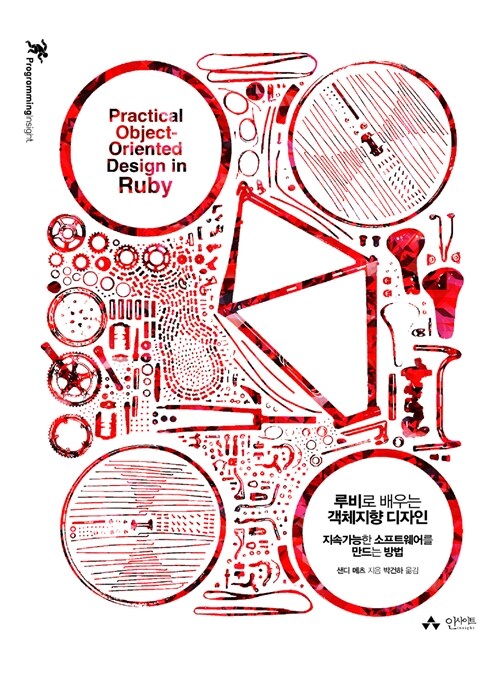 Programminginsight
Practical
Object-
Oriented
Design in
Ruby
루비로 배우는
객체지향 디자인
지속가능한 소프트웨어를
만드는 방법
샌디 메츠 지음 박건하 옮김
인사이트
insight